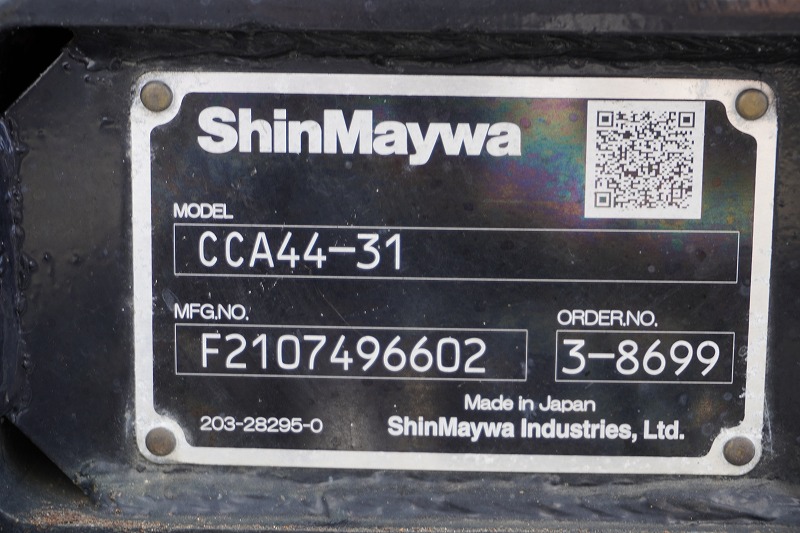 ShinMaywa
MODEL
CCA44-31
MFG.NO.
F2107496602
ORDER.NO.
3-8699
Made in Japan
203-28295-0
ShinMaywa Industries, Ltd.